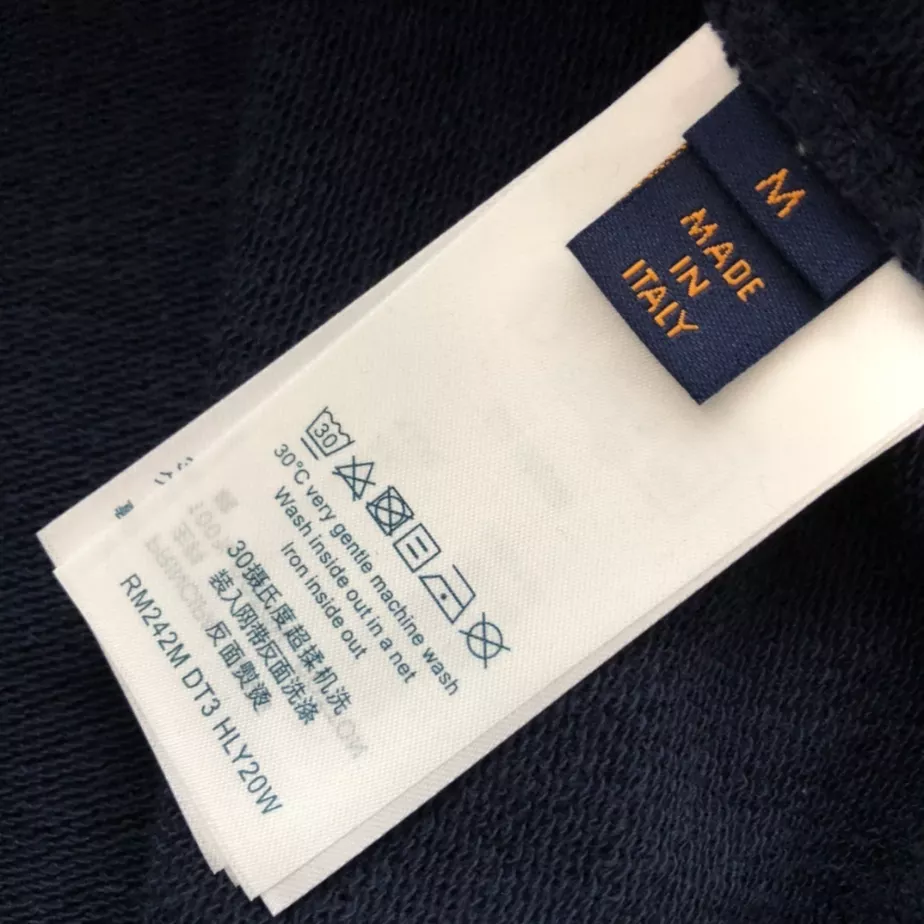 M
MADE
IN
ITALY
30
30°C very gentle machine wash
Wash inside out in a net
Iron inside out
30摄氏度超揉机洗
装入网带反面洗涤
反面熨烫
RM242M DT3 HLY20W